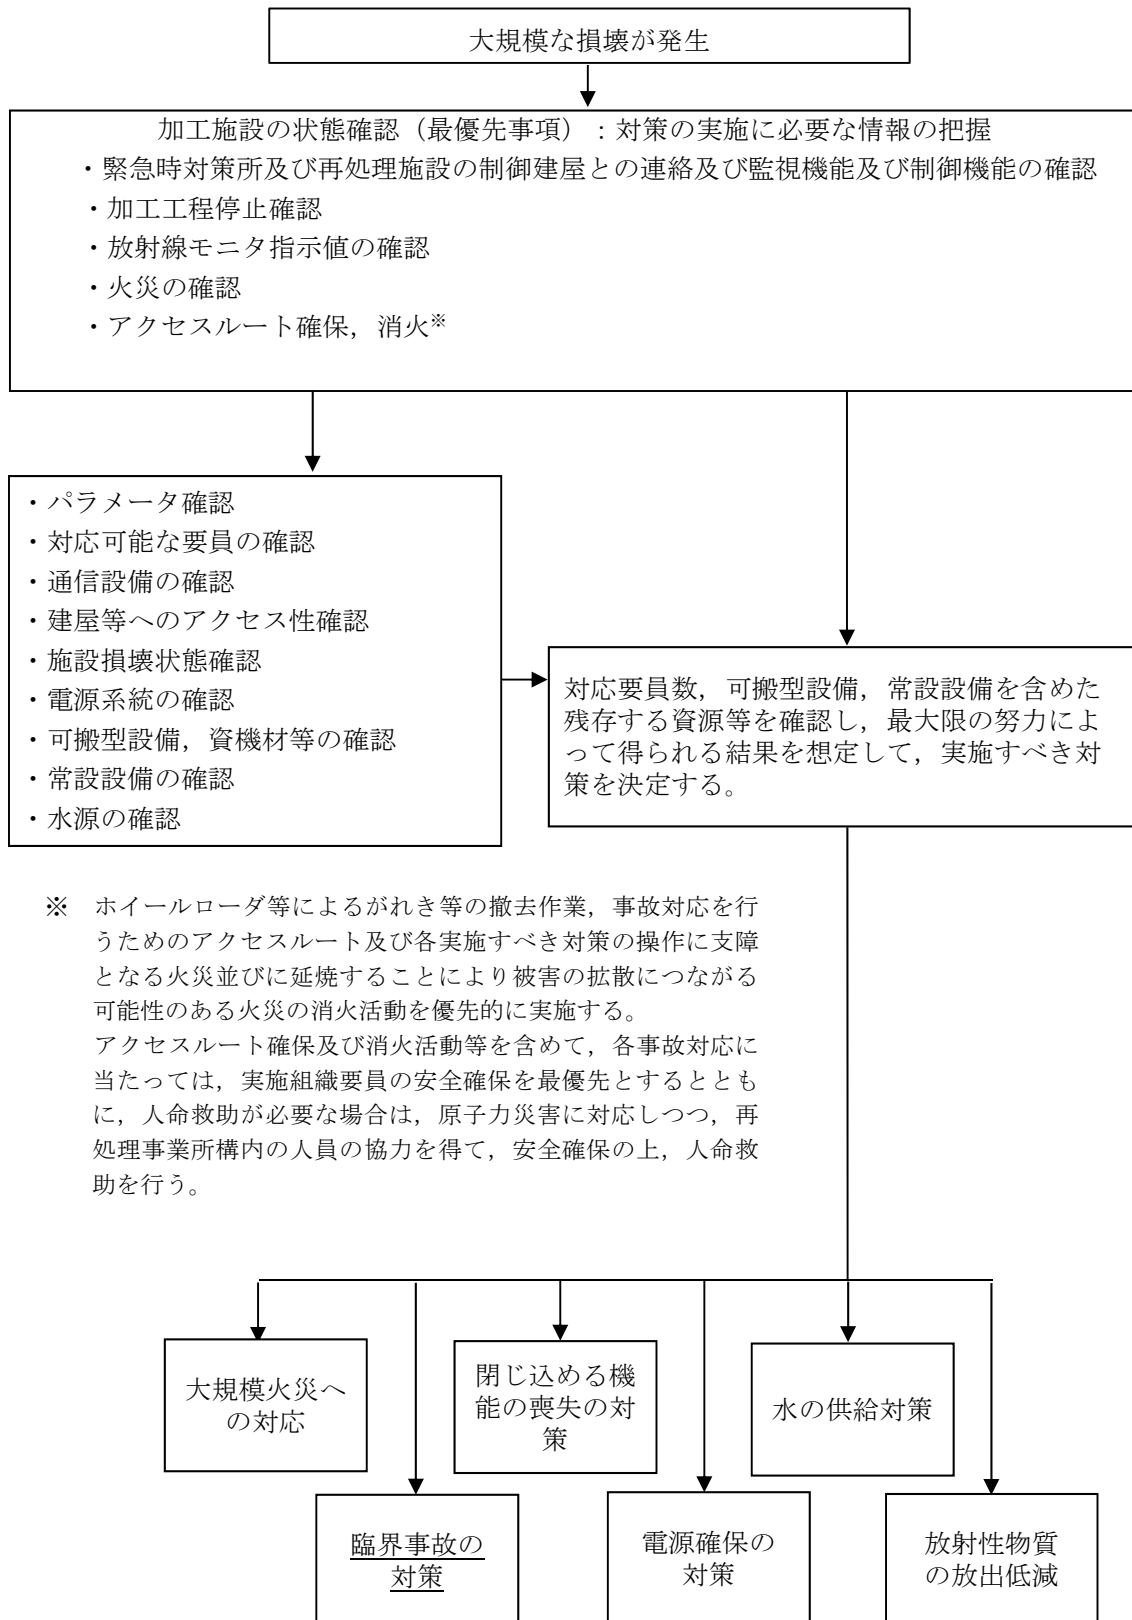 大規模な損壊が発生
加工施設の状態確認（最優先事項）：対策の実施に必要な情報の把握
・緊急時対策所及び再処理施設の制御建屋との連絡及び監視機能及び制御機能の確認
・加工工程停止確認
・放射線モニタ指示値の確認
・火災の確認
・アクセスルート確保，消火※
・パラメータ確認
・対応可能な要員の確認
・通信設備の確認
・建屋等へのアクセス性確認
・施設損壊状態確認
・電源系統の確認
・可搬型設備，資機材等の確認
・常設設備の確認
・水源の確認
対応要員数，可搬型設備，常設設備を含めた
残存する資源等を確認し，最大限の努力によ
って得られる結果を想定して，実施すべき対
策を決定する。
※　ホイールローダ等によるがれき等の撤去作業，事故対応を行
うためのアクセスルート及び各実施すべき対策の操作に支障
となる火災並びに延焼することにより被害の拡散につながる
可能性のある火災の消火活動を優先的に実施する。
アクセスルート確保及び消火活動等を含めて，各事故対応に
当たっては，実施組織要員の安全確保を最優先とするととも
に，人命救助が必要な場合は，原子力災害に対応しつつ，再
処理事業所構内の人員の協力を得て，安全確保の上，人命救
助を行う。
大規模火災へ
の対応
閉じ込める機
能の喪失の対
策
水の供給対策
臨界事故の
対策
電源確保の
対策
放射性物質
の放出低減